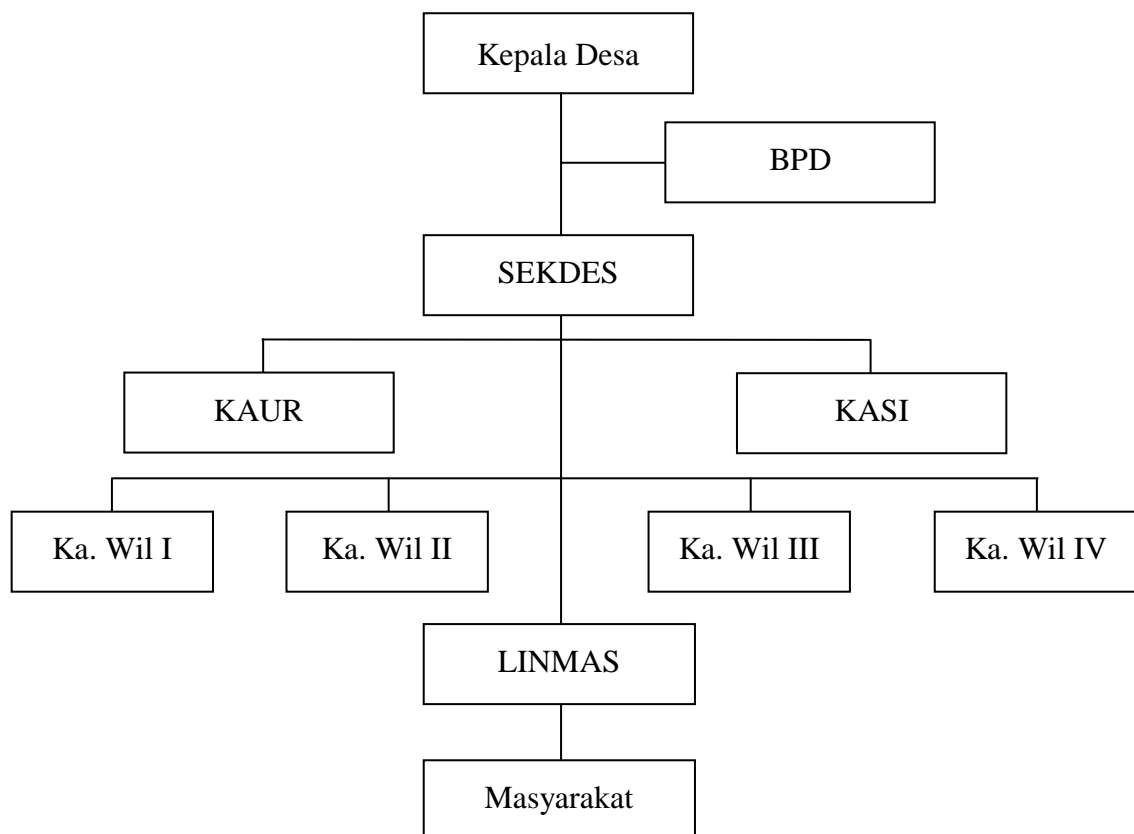 Kepala Desa
BPD
SEKDES
KAUR
KASI
Ka. Wil I
Ka. Wil II
Ka. Wil III
Ka. Wil IV
LINMAS
Masyarakat